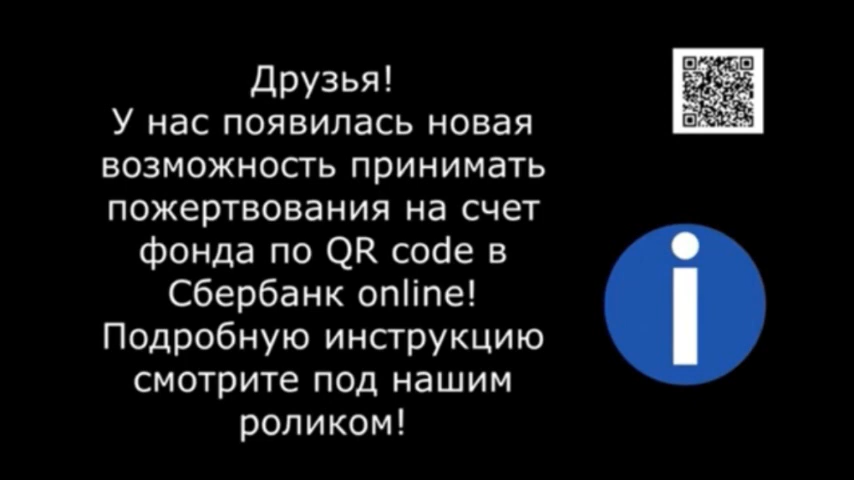 Друзья!
У нас появилась новая
возможность принимать
пожертвования на счет
фонда по QR code в
Сбербанк online!
Подробную инструкцию
смотрите под нашим
роликом!